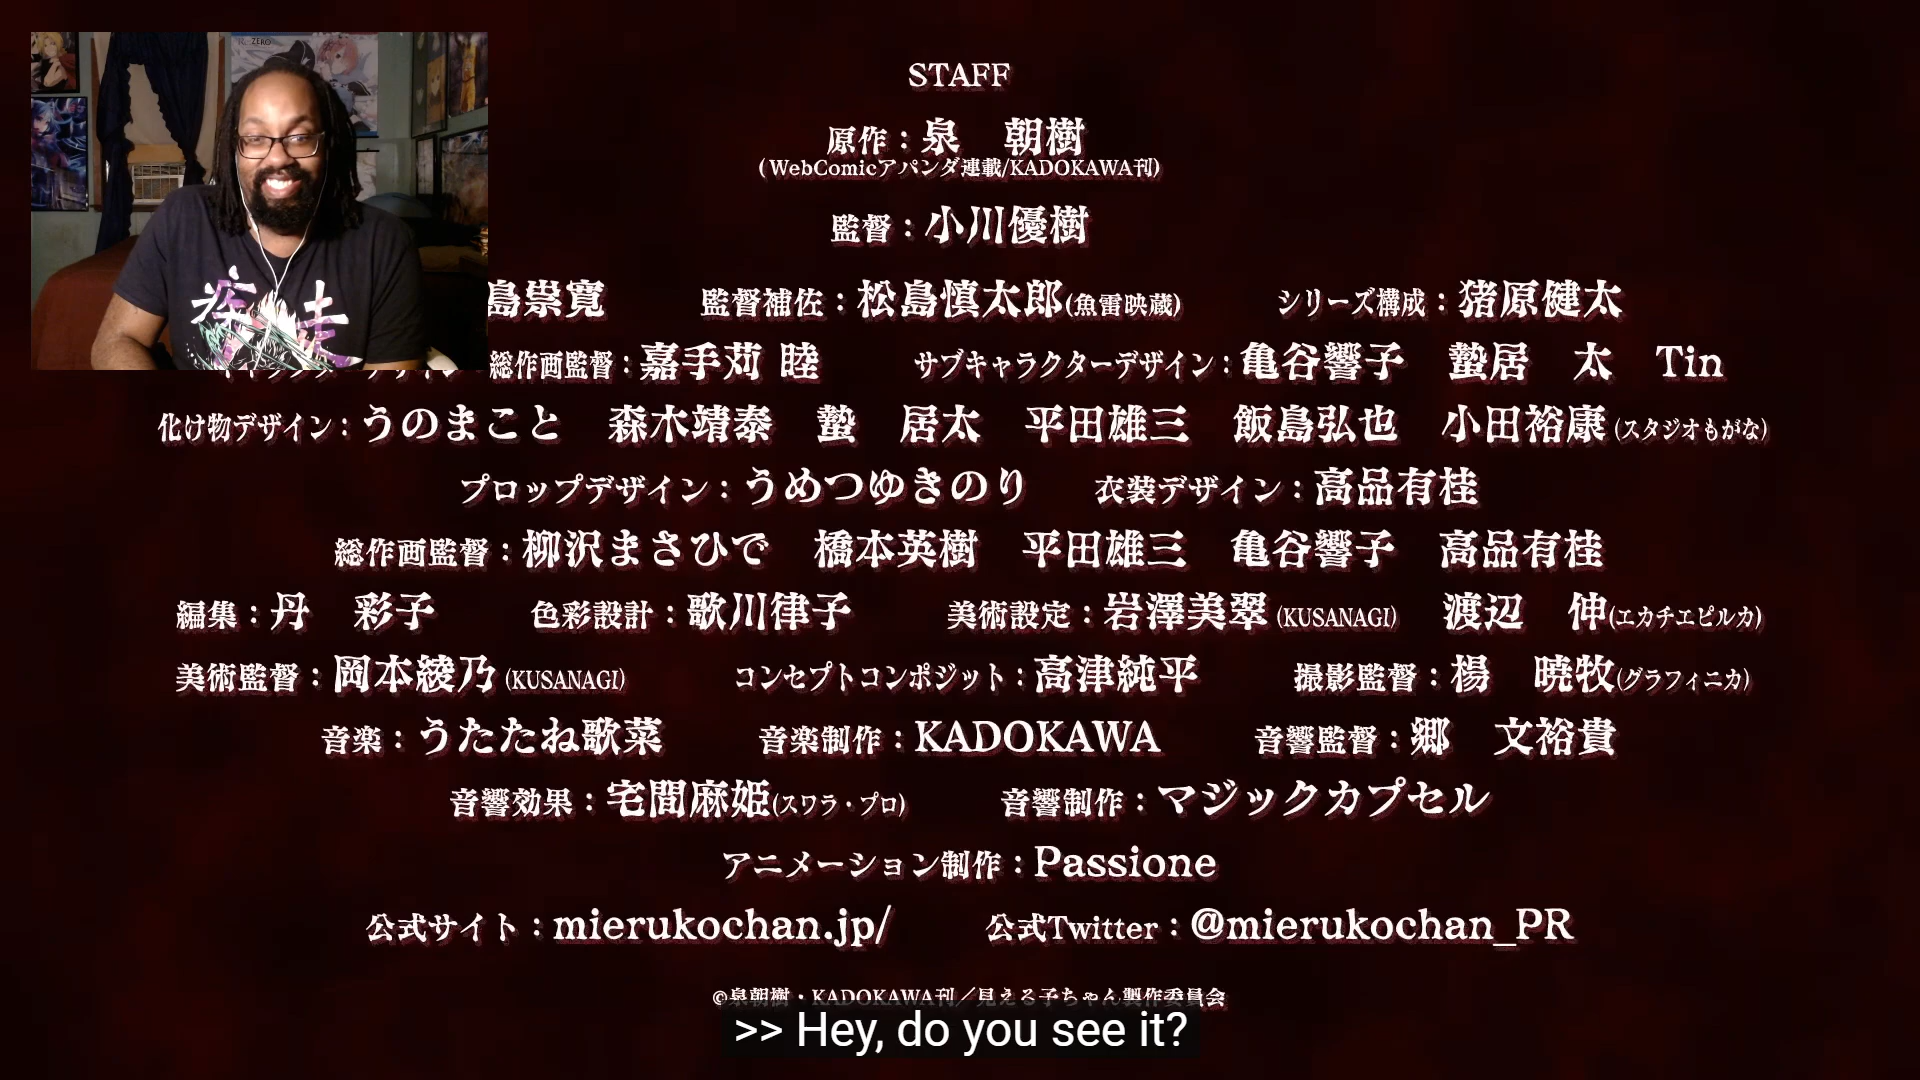 Re:ZERO
疾走
STAFF
原作：泉　朝樹
(WebComicアパンダ連載/KADOKAWA刊)
監督：小川優樹
島崇寛　監督補佐：松島慎太郎(魚雷映蔵)　シリーズ構成：猪原健太
総作画監督：嘉手苅 睦　サブキャラクターデザイン：亀谷響子　蟄居　太　Tin
化け物デザイン：うのまこと　森木靖泰　蟄　居太　平田雄三　飯島弘也　小田裕康(スタジオもがな)
プロップデザイン：うめつゆきのり　衣装デザイン：高品有桂
総作画監督：柳沢まさひで　橋本英樹　平田雄三　亀谷響子　高品有桂
編集：丹　彩子　色彩設計：歌川律子　美術設定：岩澤美翠(KUSANAGI)　渡辺　伸(エカチエピルカ)
美術監督：岡本綾乃(KUSANAGI)　コンセプトコンポジット：高津純平　撮影監督：楊　暁牧(グラフィニカ)
音楽：うたたね歌菜　音楽制作：KADOKAWA　音響監督：郷　文裕貴
音響効果：宅間麻姫(スワラ・プロ)　音響制作：マジックカプセル
アニメーション制作：Passione
公式サイト：mierukochan.jp/　公式Twitter：@mierukochan_PR
©泉朝樹・KADOKAWA刊／見える子ちゃん製作委員会
>> Hey, do you see it?